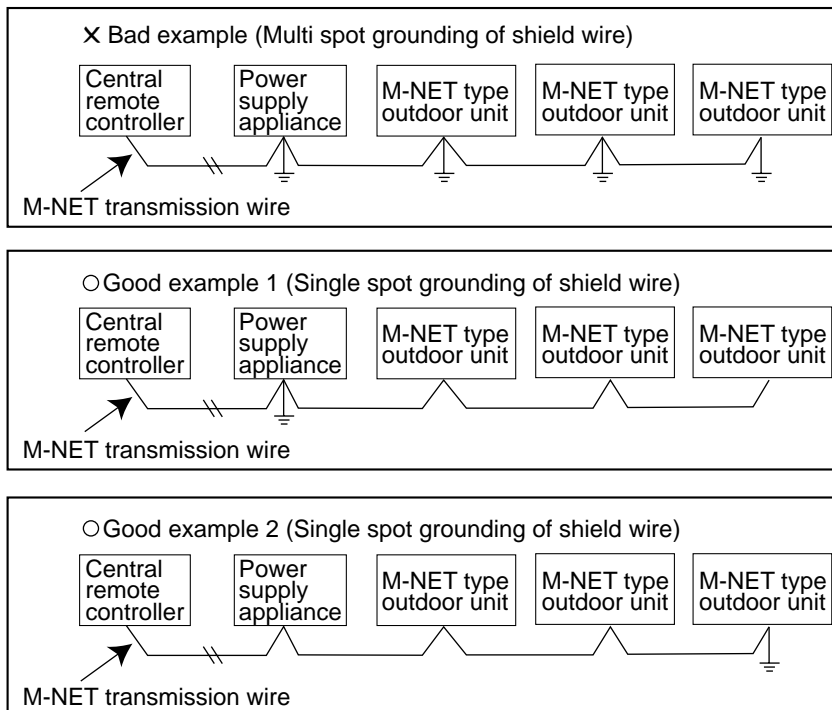 ✕ Bad example (Multi spot grounding of shield wire)
Central
remote
controller
Power
supply
appliance
M-NET type
outdoor unit
M-NET type
outdoor unit
M-NET type
outdoor unit
M-NET transmission wire
○Good example 1 (Single spot grounding of shield wire)
Central
remote
controller
Power
supply
appliance
M-NET type
outdoor unit
M-NET type
outdoor unit
M-NET type
outdoor unit
M-NET transmission wire
○Good example 2 (Single spot grounding of shield wire)
Central
remote
controller
Power
supply
appliance
M-NET type
outdoor unit
M-NET type
outdoor unit
M-NET type
outdoor unit
M-NET transmission wire